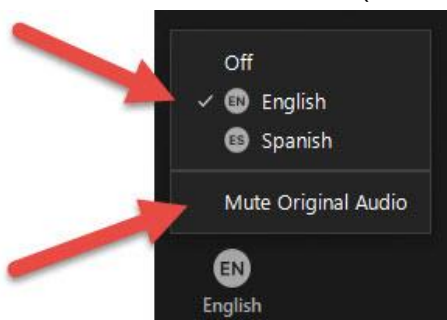 Off
EN English
ES Spanish
Mute Original Audio
EN
English